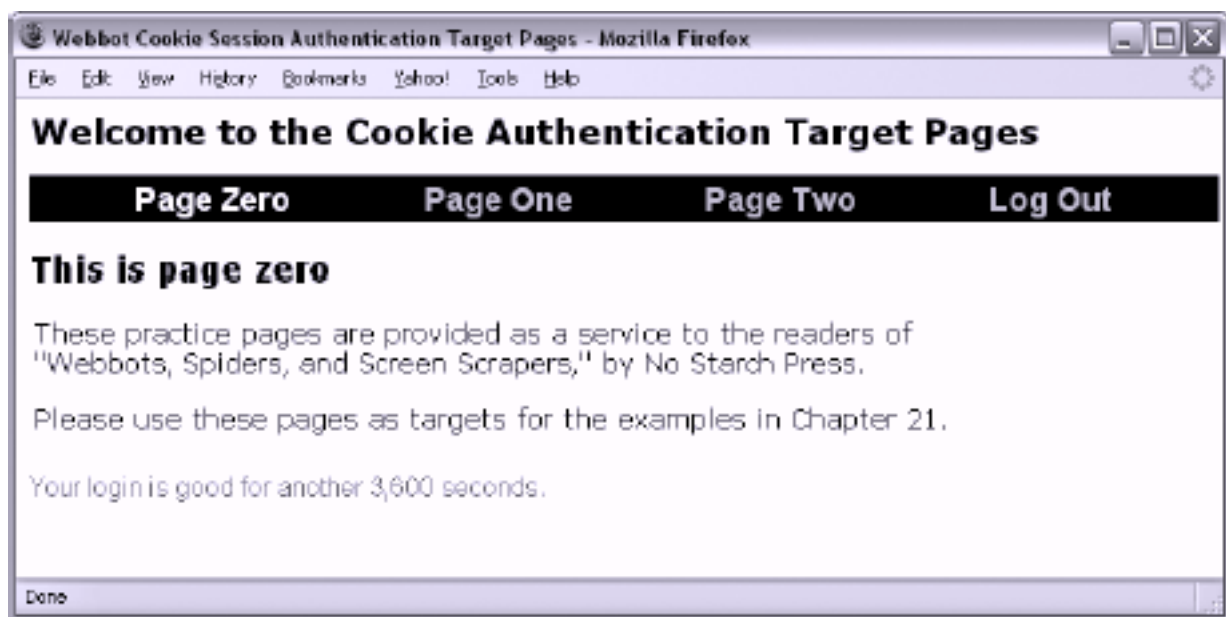 Webbot Cookie Session Authentication Target Pages - Mozilla Firefox
File Edit View History Bookmarks Yahoo! Tools Help
Welcome to the Cookie Authentication Target Pages
Page Zero Page One Page Two Log Out
This is page zero
These practice pages are provided as a service to the readers of
"Webbots, Spiders, and Screen Scrapers," by No Starch Press.
Please use these pages as targets for the examples in Chapter 21.
Your login is good for another 3,600 seconds.
Done